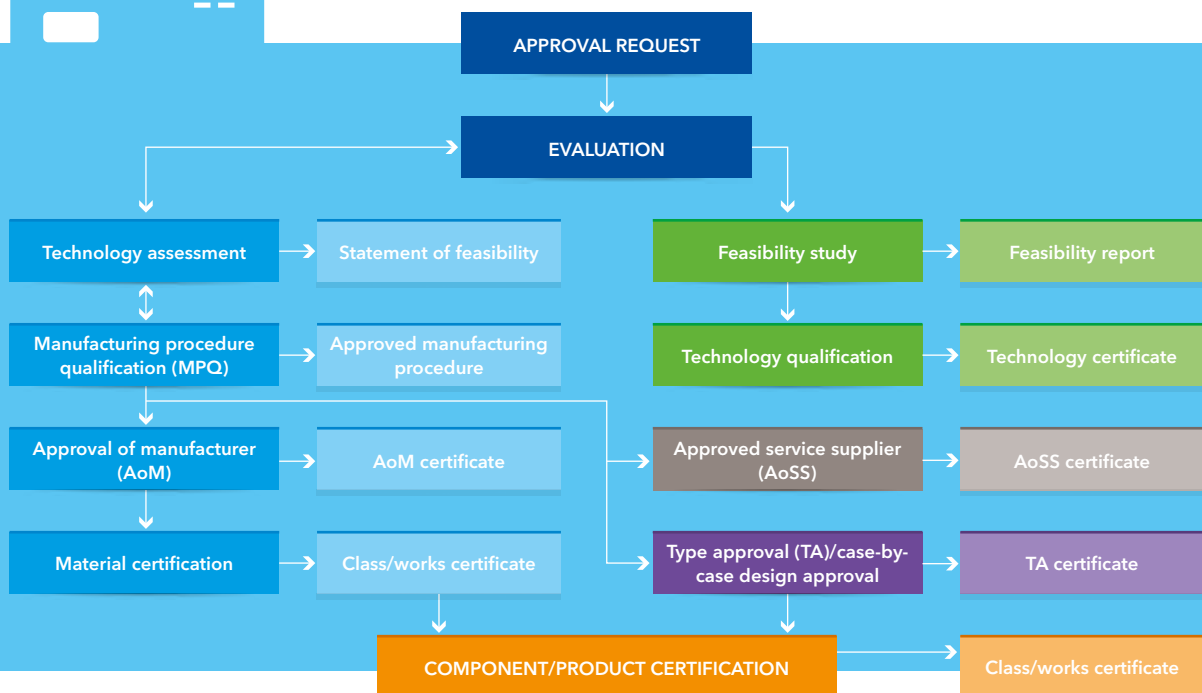 APPROVAL REQUEST
EVALUATION
Technology assessment
Statement of feasibility
Feasibility study
Feasibility report
Manufacturing procedure
qualification (MPQ)
Approved manufacturing
procedure
Technology qualification
Technology certificate
Approval of manufacturer
(AoM)
AoM certificate
Approved service supplier
(AoSS)
AoSS certificate
Material certification
Class/works certificate
Type approval (TA)/case-by-
case design approval
TA certificate
COMPONENT/PRODUCT CERTIFICATION
Class/works certificate